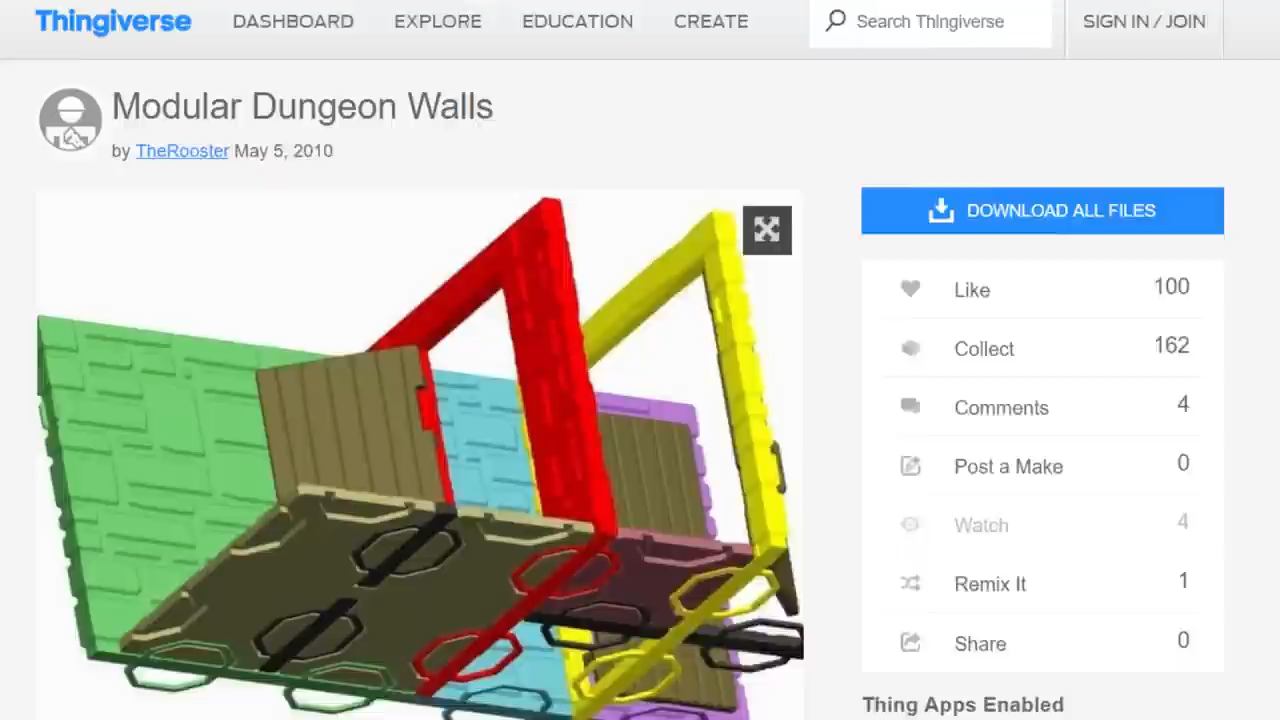 Thingiverse DASHBOARD EXPLORE EDUCATION CREATE Search Thingiverse SIGN IN / JOIN
Modular Dungeon Walls
by TheRooster May 5, 2010
DOWNLOAD ALL FILES
Like 100
Collect 162
Comments 4
Post a Make 0
Watch 4
Remix It 1
Share 0
Thing Apps Enabled